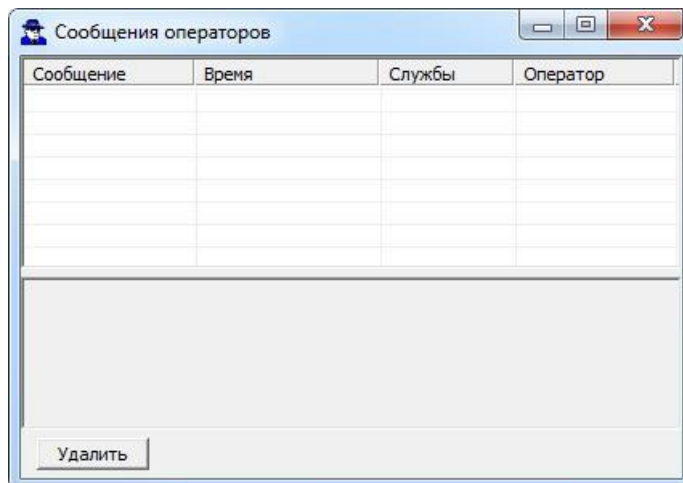 Сообщения операторов
Сообщение Время Службы Оператор
Удалить